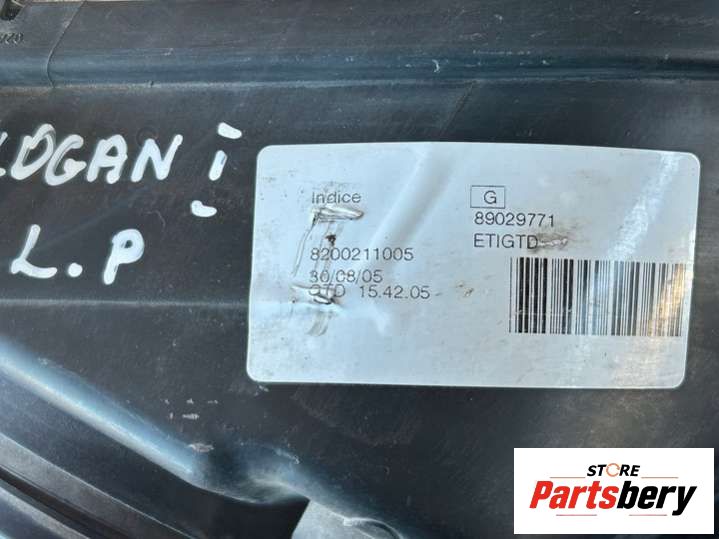 LOGAN i
L.P
Indice
G
89029771
ETIGTD
8200211005
30/08/05
GTD 15.42.05
STORE
Partsbery